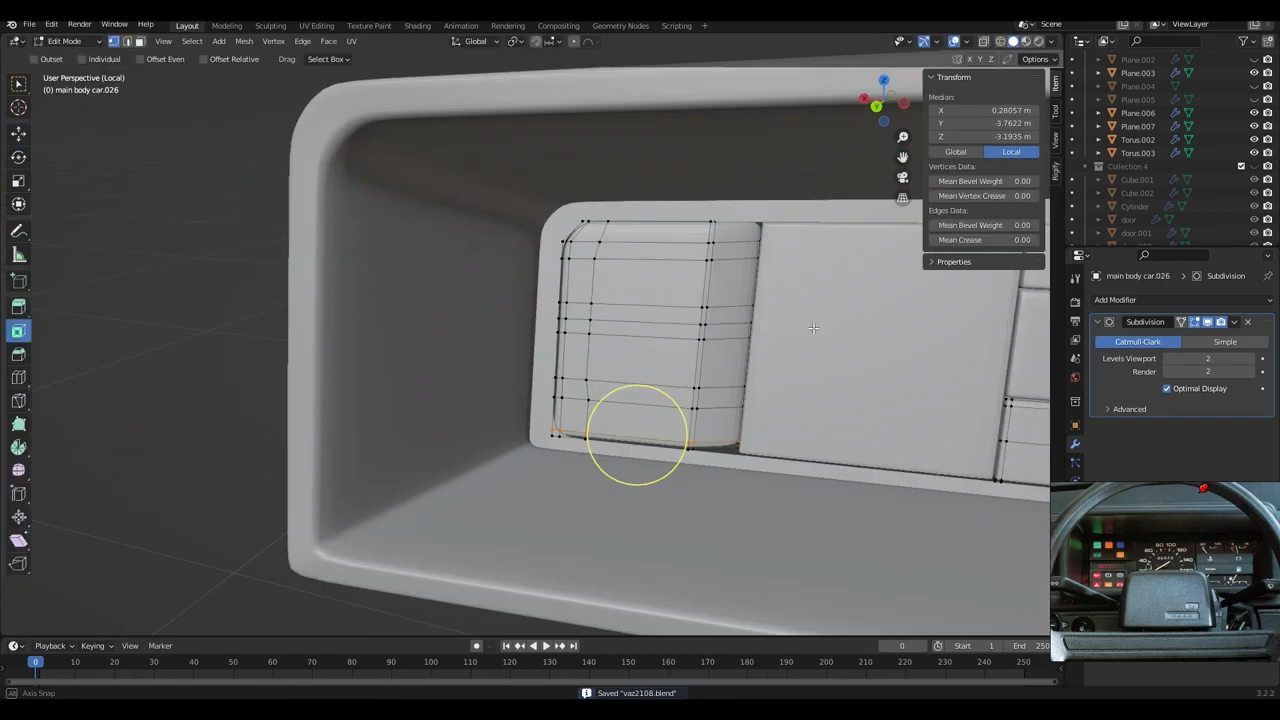 File Edit Render Window Help Layout Modeling Sculpting UV Editing Texture Paint Shading Animation Rendering Compositing Geometry Nodes Scripting + Scene ViewLayer
Edit Mode View Select Add Mesh Vertex Edge Face UV Global
Outset Individual Offset Even Offset Relative Drag: Select Box X Y Z Options
User Perspective (Local)
(0) main body car.026
Z
X
Y
Transform
Median:
X 0.28057 m
Y -3.7622 m
Z -3.1935 m
Global Local
Vertices Data:
Mean Bevel Weight 0.00
Mean Vertex Crease 0.00
Edges Data:
Mean Bevel Weight 0.00
Mean Crease 0.00
Properties
Item
Tool
View
Rigify
Plane.002
Plane.003
Plane.004
Plane.005
Plane.006
Plane.007
Torus.002
Torus.003
Collection 4
Cube.001
Cube.002
Cylinder
door
door.001
main body car.026 > Subdivision
Add Modifier
Subdivision
Catmull-Clark Simple
Levels Viewport 2
Render 2
Optimal Display
Advanced
Playback Keying View Marker 0 Start 1 End 250
0 10 20 30 40 50 60 70 80 90 100 110 120 130 140 150 160 170 180 190 200 210 220 230 240 250
Axis Snap Saved "vaz2108.blend" 3.2.2